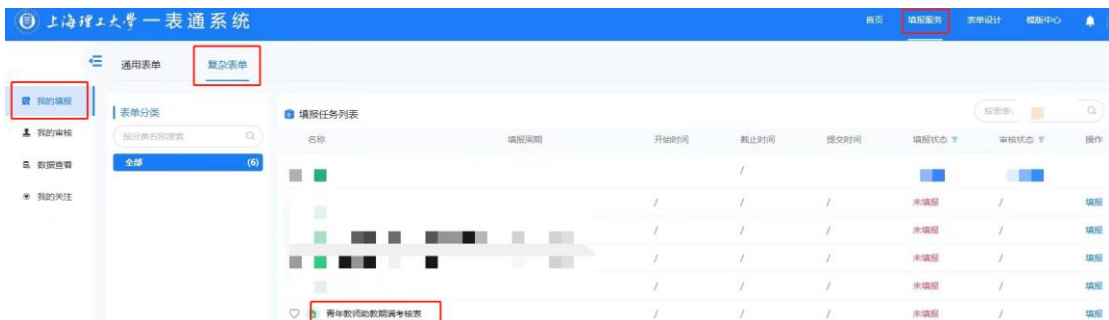 上海理工大学一表通系统
首页 填报服务 表单设计 模版中心
通用表单 复杂表单
我的填报
我的审核
数据查看
我的关注
表单分类
按分类名称搜索
全部 (6)
填报任务列表
按表单
名称 填报周期 开始时间 截止时间 提交时间 填报状态 审核状态 操作
/
/ / / 未填报 / 填报
/ / / 未填报 / 填报
/ / / 未填报 / 填报
/ / / 未填报 / 填报
青年教师助教期满考核表 / / / 未填报 / 填报